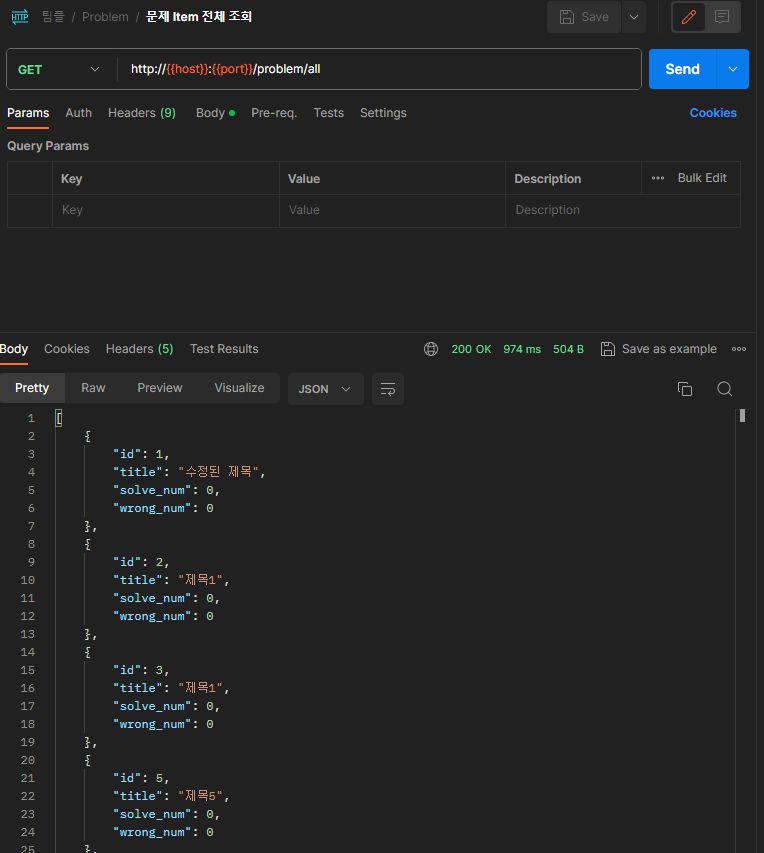 HTTP 팀플 / Problem / 문제 Item 전체 조회 Save
GET http://{{host}}:{{port}}/problem/all Send
Params Auth Headers (9) Body Pre-req. Tests Settings Cookies
Query Params
Key Value Description Bulk Edit
Key Value Description
Body Cookies Headers (5) Test Results 200 OK 974 ms 504 B Save as example
Pretty Raw Preview Visualize JSON
1 [
2 {
3 "id": 1,
4 "title": "수정된 제목",
5 "solve_num": 0,
6 "wrong_num": 0
7 },
8 {
9 "id": 2,
10 "title": "제목1",
11 "solve_num": 0,
12 "wrong_num": 0
13 },
14 {
15 "id": 3,
16 "title": "제목1",
17 "solve_num": 0,
18 "wrong_num": 0
19 },
20 {
21 "id": 5,
22 "title": "제목5",
23 "solve_num": 0,
24 "wrong_num": 0
25 },